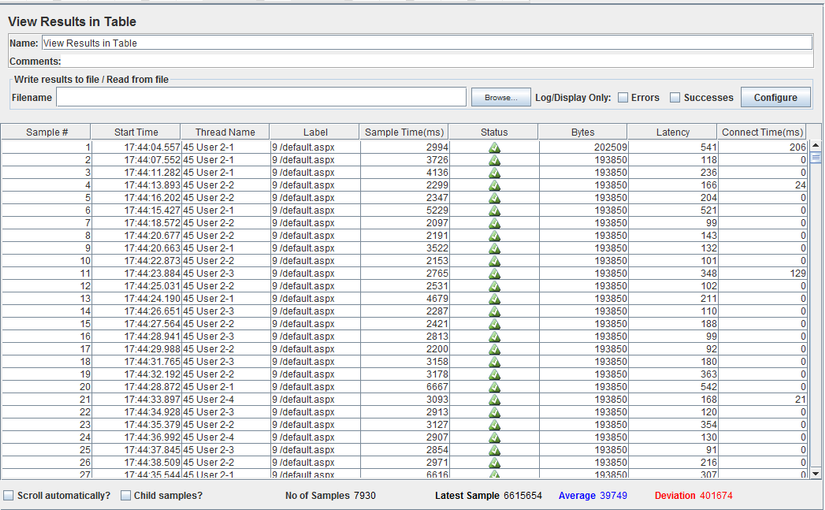 View Results in Table
Name: View Results in Table
Comments:
Write results to file / Read from file
Filename Browse... Log/Display Only: Errors Successes Configure
Sample # Start Time Thread Name Label Sample Time(ms) Status Bytes Latency Connect Time(ms)
1 17:44:04.557 45 User 2-1 9 /default.aspx 2994 202509 541 206
2 17:44:07.552 45 User 2-1 9 /default.aspx 3726 193850 118 0
3 17:44:11.282 45 User 2-1 9 /default.aspx 4136 193850 236 0
4 17:44:13.893 45 User 2-2 9 /default.aspx 2299 193850 166 24
5 17:44:16.202 45 User 2-2 9 /default.aspx 2347 193850 204 0
6 17:44:15.427 45 User 2-1 9 /default.aspx 5229 193850 521 0
7 17:44:18.572 45 User 2-2 9 /default.aspx 2097 193850 99 0
8 17:44:20.677 45 User 2-2 9 /default.aspx 2191 193850 143 0
9 17:44:20.663 45 User 2-1 9 /default.aspx 3522 193850 132 0
10 17:44:22.873 45 User 2-2 9 /default.aspx 2153 193850 101 0
11 17:44:23.884 45 User 2-3 9 /default.aspx 2765 193850 348 129
12 17:44:25.031 45 User 2-2 9 /default.aspx 2531 193850 102 0
13 17:44:24.190 45 User 2-1 9 /default.aspx 4679 193850 211 0
14 17:44:26.651 45 User 2-3 9 /default.aspx 2287 193850 110 0
15 17:44:27.564 45 User 2-2 9 /default.aspx 2421 193850 188 0
16 17:44:28.941 45 User 2-3 9 /default.aspx 2813 193850 99 0
17 17:44:29.988 45 User 2-2 9 /default.aspx 2200 193850 92 0
18 17:44:31.765 45 User 2-3 9 /default.aspx 3158 193850 180 0
19 17:44:32.192 45 User 2-2 9 /default.aspx 3178 193850 363 0
20 17:44:28.872 45 User 2-1 9 /default.aspx 6667 193850 542 0
21 17:44:33.897 45 User 2-4 9 /default.aspx 3093 193850 168 21
22 17:44:34.928 45 User 2-3 9 /default.aspx 2913 193850 120 0
23 17:44:35.379 45 User 2-2 9 /default.aspx 3127 193850 354 0
24 17:44:36.992 45 User 2-4 9 /default.aspx 2907 193850 130 0
25 17:44:37.845 45 User 2-3 9 /default.aspx 2854 193850 91 0
26 17:44:38.509 45 User 2-2 9 /default.aspx 2971 193850 216 0
27 17:44:35.544 45 User 2-1 9 /default.aspx 6616 193850 307 0
Scroll automatically? Child samples? No of Samples 7930 Latest Sample 6615654 Average 39749 Deviation 401674